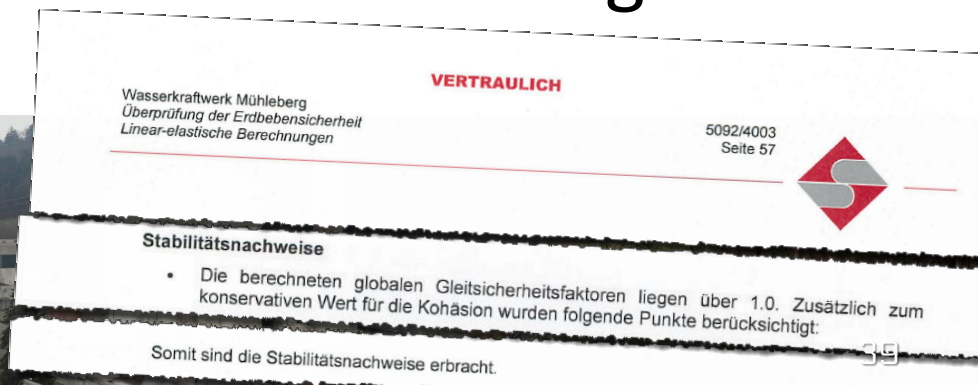 VERTRAULICH
Wasserkraftwerk Mühleberg
Überprüfung der Erdbebensicherheit
Linear-elastische Berechnungen
5092/4003
Seite 57
Stabilitätsnachweise
• Die berechneten globalen Gleitsicherheitsfaktoren liegen über 1.0. Zusätzlich zum
konservativen Wert für die Kohäsion wurden folgende Punkte berücksichtigt:
Somit sind die Stabilitätsnachweise erbracht.
39